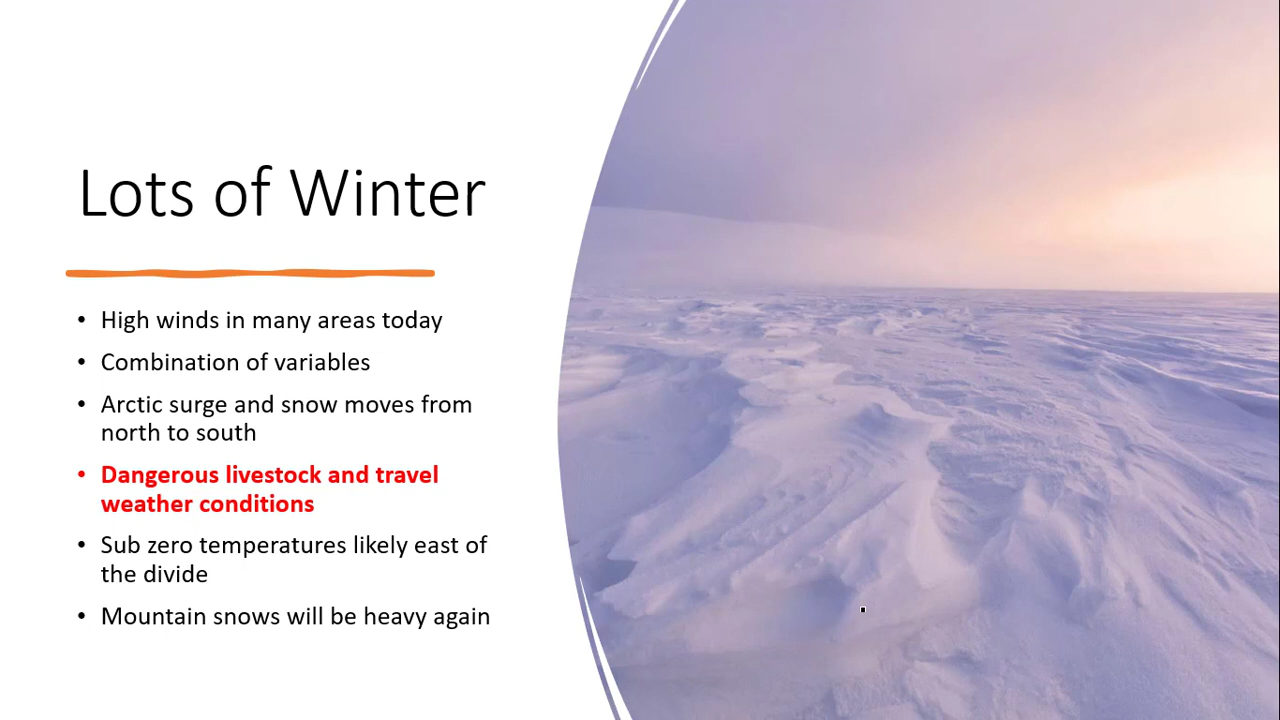 Lots of Winter
• High winds in many areas today
• Combination of variables
• Arctic surge and snow moves from
north to south
• Dangerous livestock and travel
weather conditions
• Sub zero temperatures likely east of
the divide
• Mountain snows will be heavy again